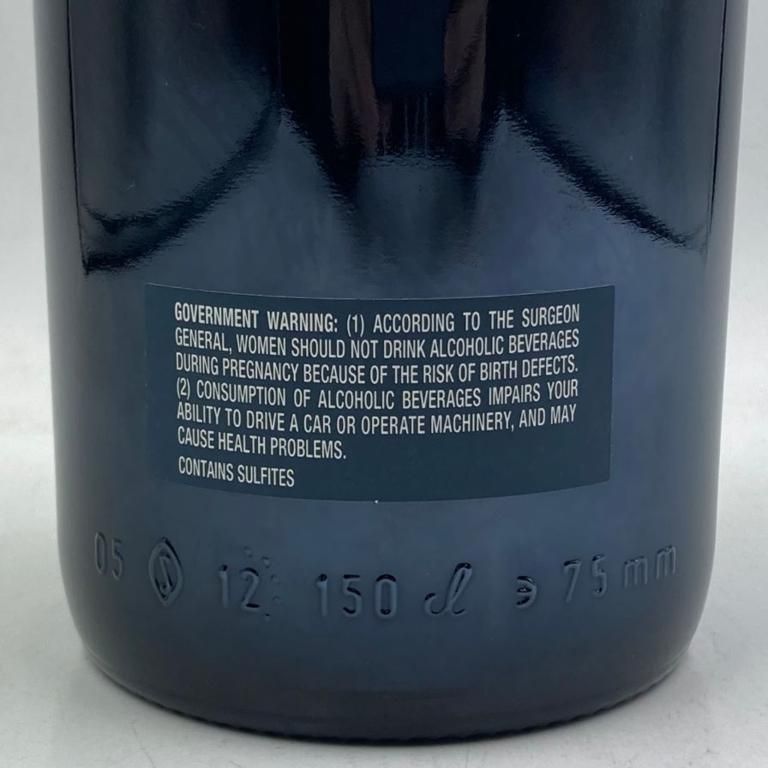 GOVERNMENT WARNING: (1) ACCORDING TO THE SURGEON
GENERAL, WOMEN SHOULD NOT DRINK ALCOHOLIC BEVERAGES
DURING PREGNANCY BECAUSE OF THE RISK OF BIRTH DEFECTS.
(2) CONSUMPTION OF ALCOHOLIC BEVERAGES IMPAIRS YOUR
ABILITY TO DRIVE A CAR OR OPERATE MACHINERY, AND MAY
CAUSE HEALTH PROBLEMS.
CONTAINS SULFITES
05 12 150 cl 75 mm